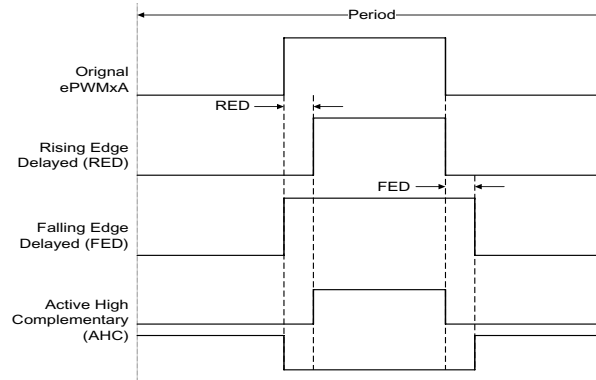 Period
Orignal
ePWMxA
RED
Rising Edge
Delayed (RED)
FED
Falling Edge
Delayed (FED)
Active High
Complementary
(AHC)